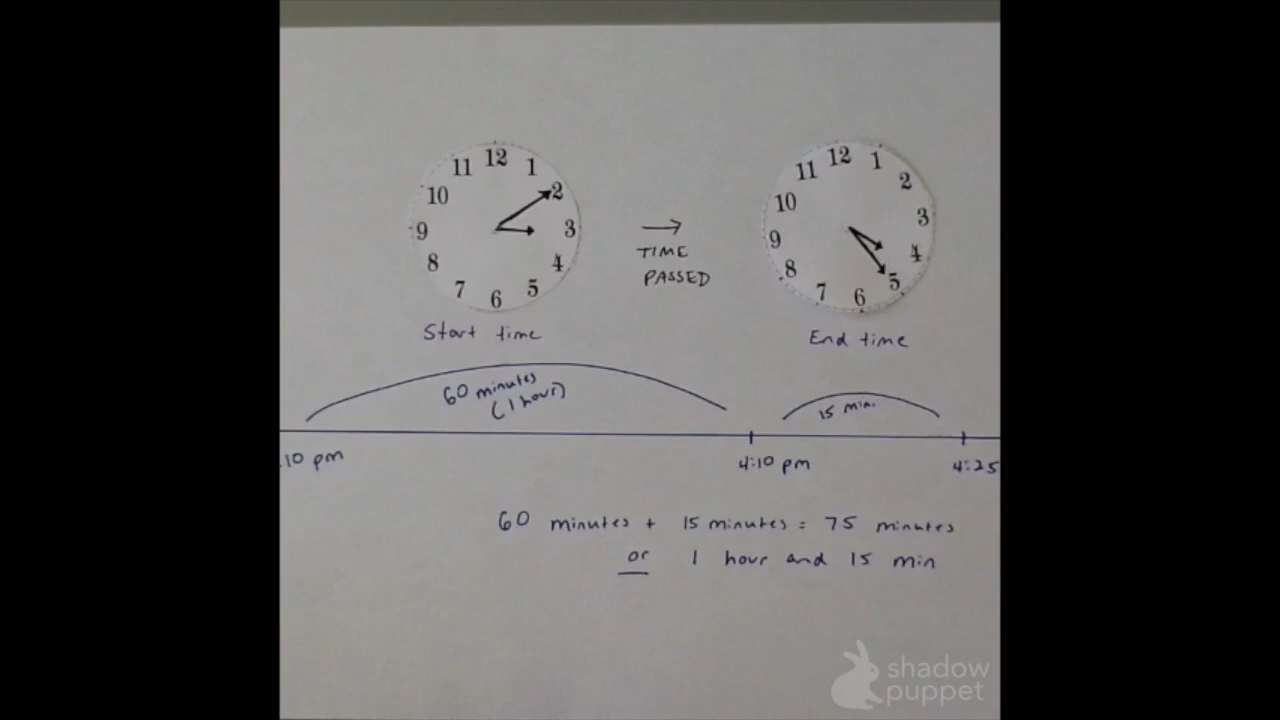 11 12 1
10 2
9 3
8 4
7 6 5
11 12 1
10 2
9 3
8 4
7 6 5
TIME
PASSED
Start time
End time
60 minutes
(1 hour)
15 min.
:10 pm
4:10 pm
4:25
60 minutes + 15 minutes = 75 minutes
or 1 hour and 15 min
shadow
puppet